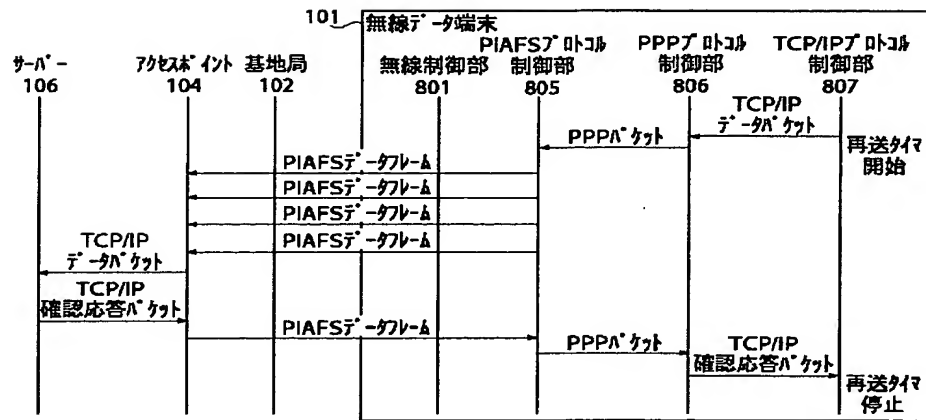 101
無線ﾃﾞｰﾀ端末
サーバー
106
ｱｸｾｽﾎﾟｲﾝﾄ
104
基地局
102
無線制御部
801
PIAFSﾌﾟﾛﾄｺﾙ
制御部
805
PPPﾌﾟﾛﾄｺﾙ
制御部
806
TCP/IPﾌﾟﾛﾄｺﾙ
制御部
807
TCP/IP
ﾃﾞｰﾀﾊﾟｹｯﾄ
再送ﾀｲﾏ
開始
PPPﾊﾟｹｯﾄ
PIAFSﾃﾞｰﾀﾌﾚｰﾑ
PIAFSﾃﾞｰﾀﾌﾚｰﾑ
PIAFSﾃﾞｰﾀﾌﾚｰﾑ
PIAFSﾃﾞｰﾀﾌﾚｰﾑ
TCP/IP
ﾃﾞｰﾀﾊﾟｹｯﾄ
TCP/IP
確認応答ﾊﾟｹｯﾄ
PIAFSﾃﾞｰﾀﾌﾚｰﾑ
PPPﾊﾟｹｯﾄ
TCP/IP
確認応答ﾊﾟｹｯﾄ
再送ﾀｲﾏ
停止